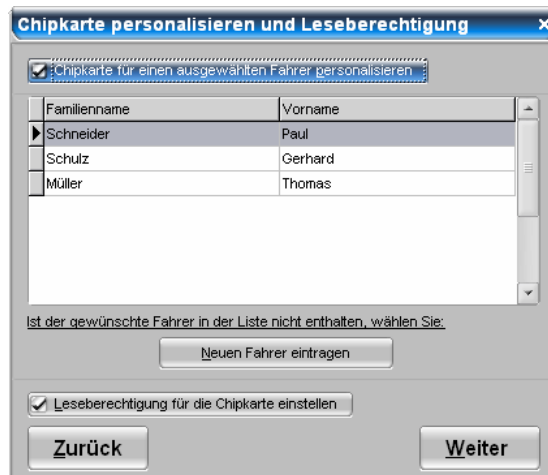 Chipkarte personalisieren und Leseberechtigung
Chipkarte für einen ausgewählten Fahrer personalisieren
Familienname Vorname
Schneider Paul
Schulz Gerhard
Müller Thomas
Ist der gewünschte Fahrer in der Liste nicht enthalten, wählen Sie:
Neuen Fahrer eintragen
Leseberechtigung für die Chipkarte einstellen
Zurück Weiter